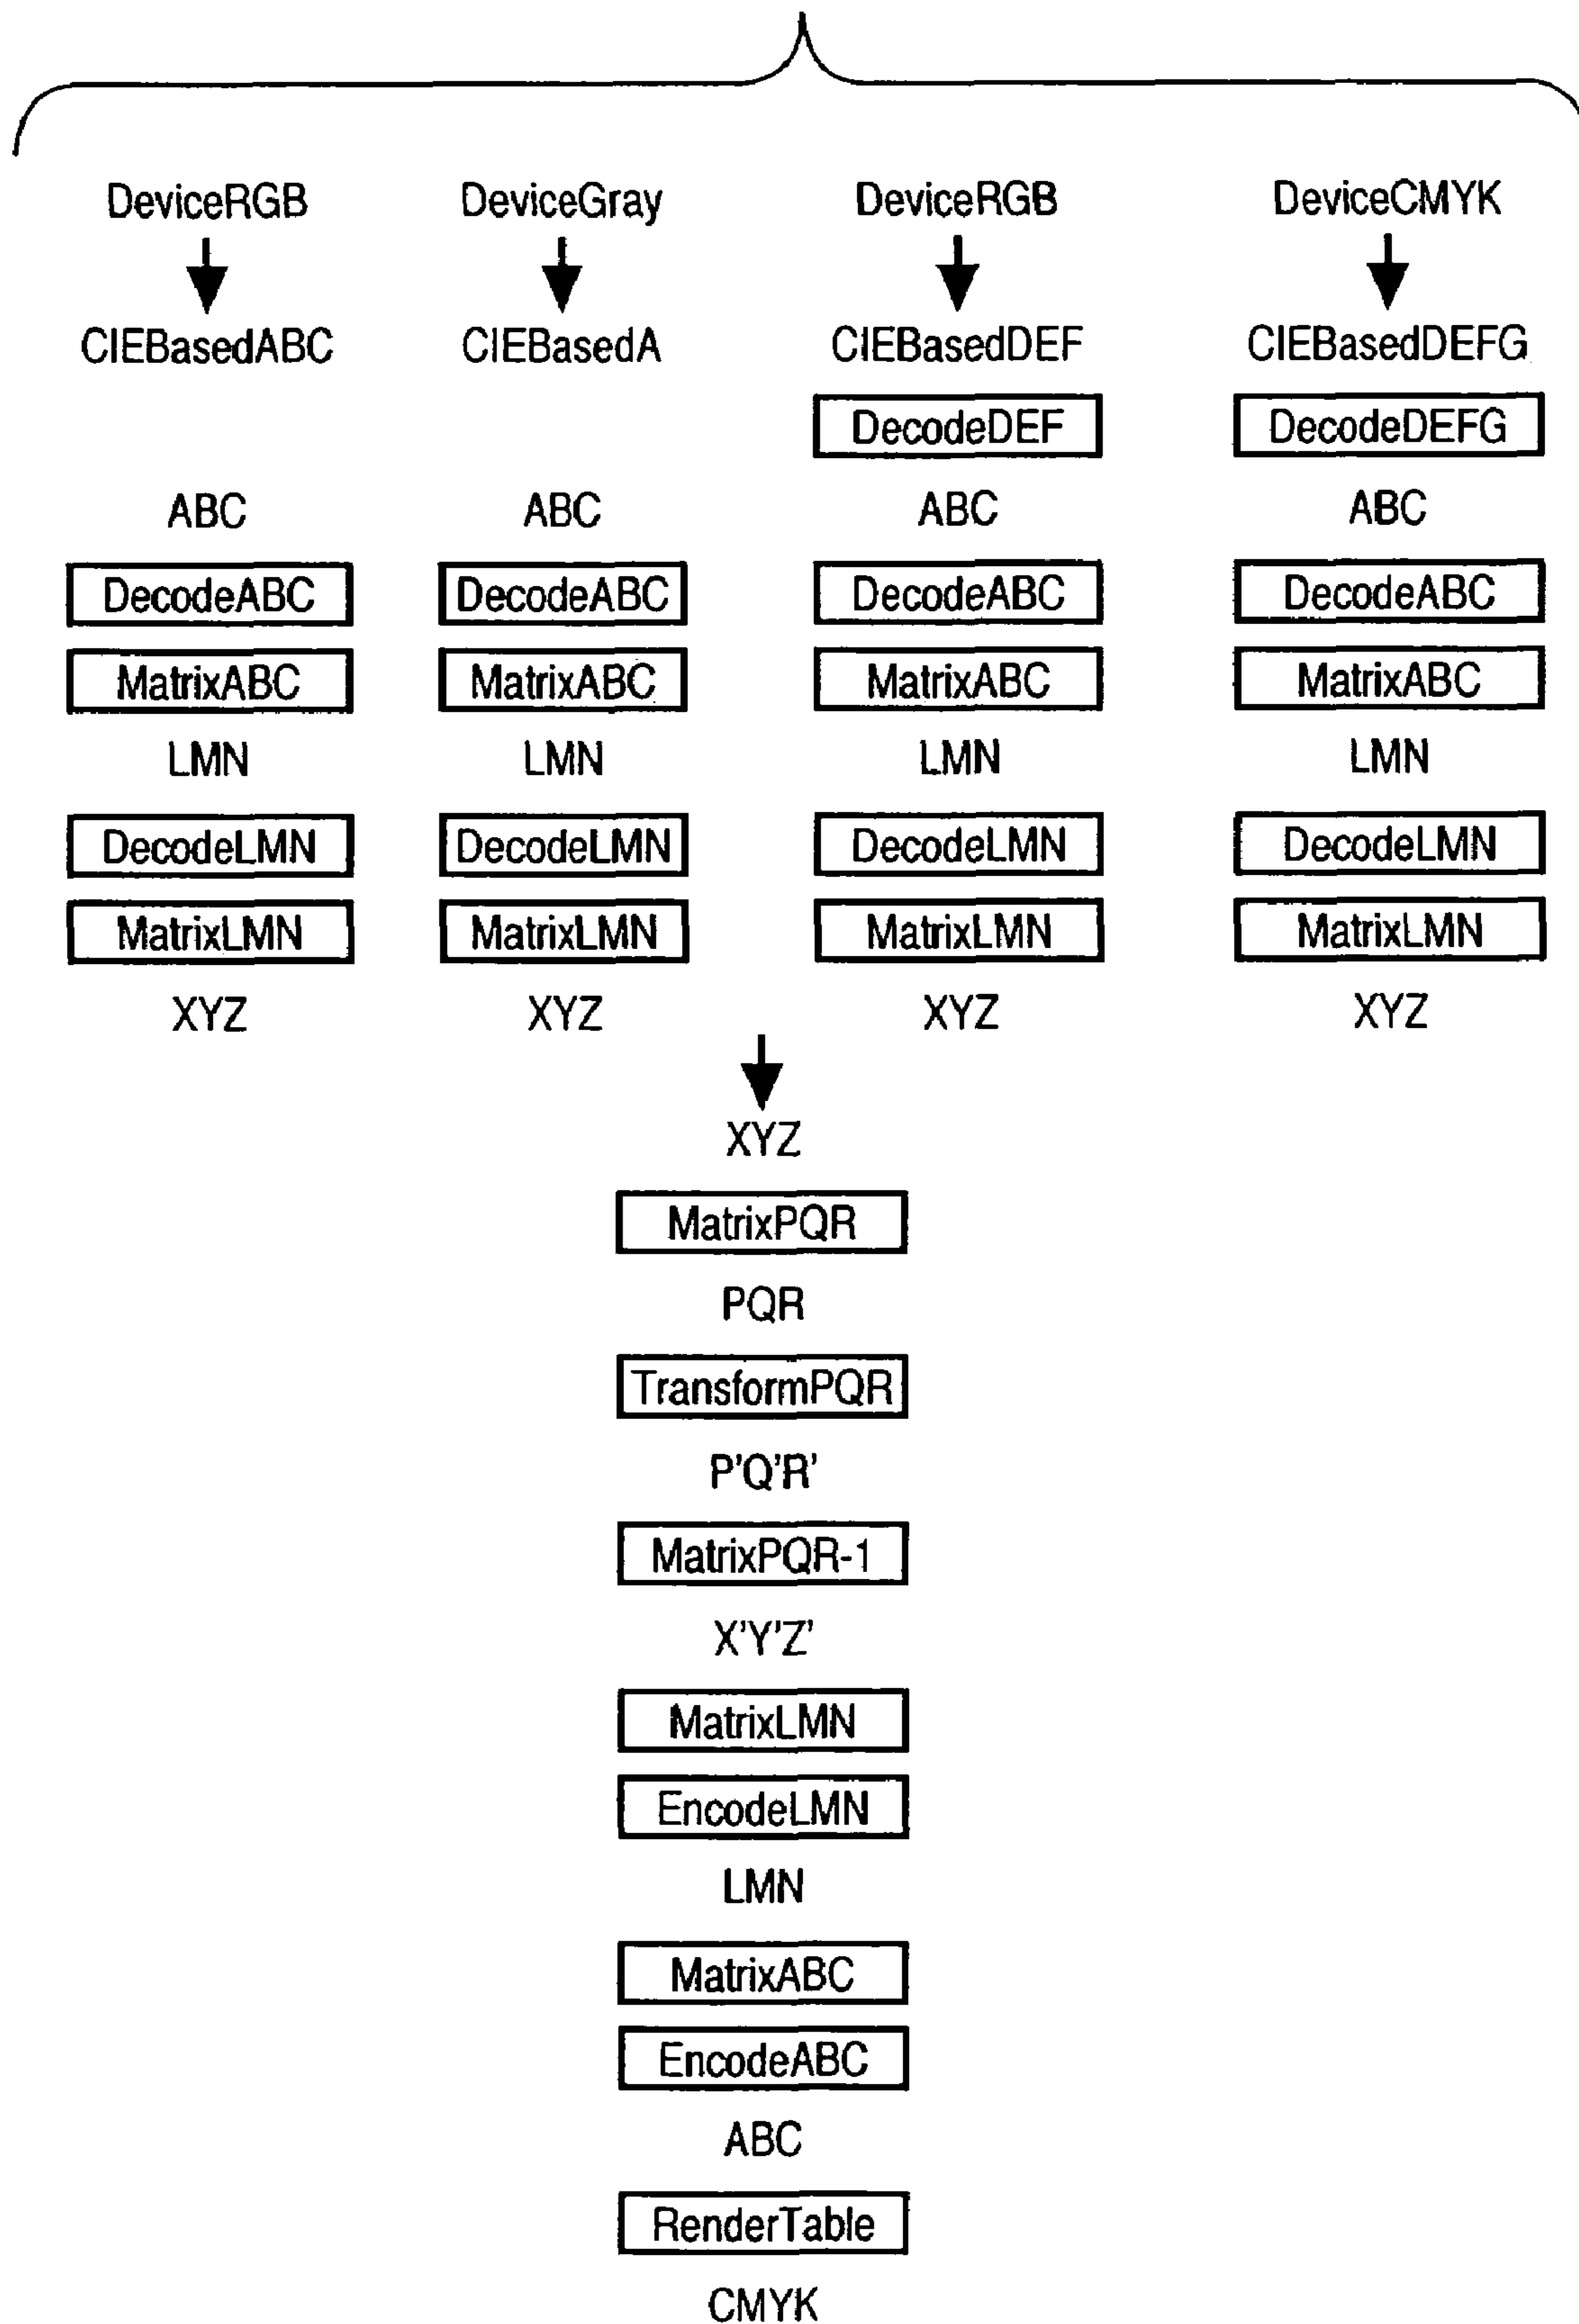 DeviceRGB DeviceGray DeviceRGB DeviceCMYK
CIEBasedABC CIEBasedA CIEBasedDEF CIEBasedDEFG
DecodeDEF DecodeDEFG
ABC ABC ABC ABC
DecodeABC DecodeABC DecodeABC DecodeABC
MatrixABC MatrixABC MatrixABC MatrixABC
LMN LMN LMN LMN
DecodeLMN DecodeLMN DecodeLMN DecodeLMN
MatrixLMN MatrixLMN MatrixLMN MatrixLMN
XYZ XYZ XYZ XYZ
XYZ
MatrixPQR
PQR
TransformPQR
P'Q'R'
MatrixPQR-1
X'Y'Z'
MatrixLMN
EncodeLMN
LMN
MatrixABC
EncodeABC
ABC
RenderTable
CMYK